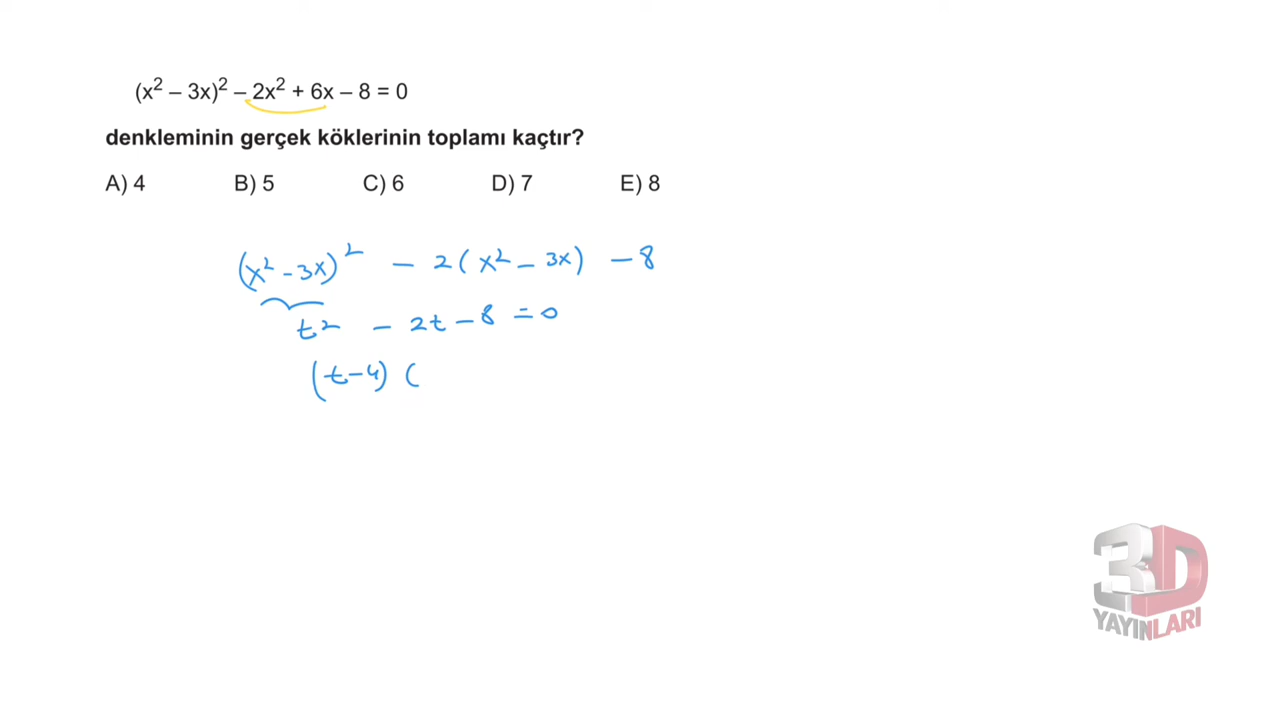 (x² – 3x)² – 2x² + 6x – 8 = 0
denkleminin gerçek köklerinin toplamı kaçtır?
A) 4 B) 5 C) 6 D) 7 E) 8
(x² – 3x)² – 2(x² – 3x) – 8
t² – 2t – 8 = 0
(t – 4) (
3D
YAYINLARI